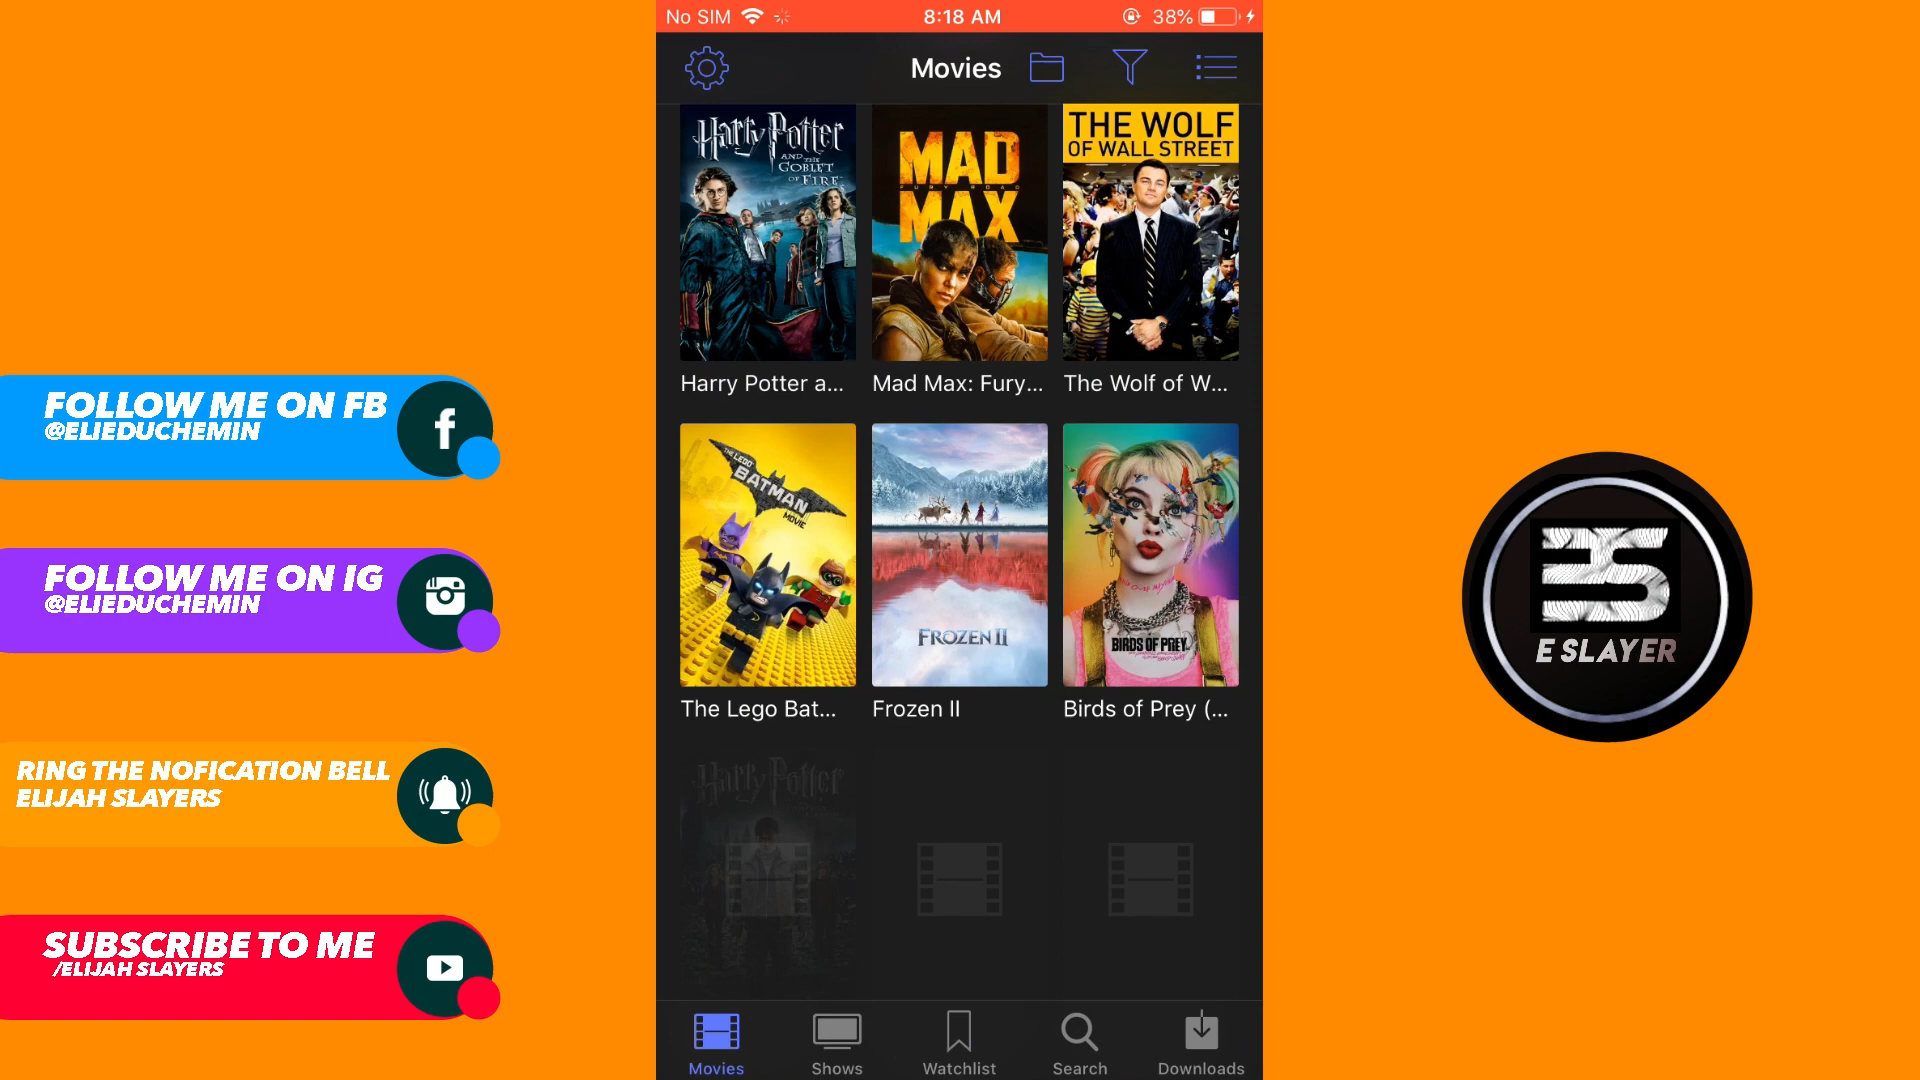 No SIM
8:18 AM
38%
Movies
Harry Potter
AND THE
GOBLET
OF FIRE
MAD
FURY ROAD
MAX
THE WOLF
OF WALL STREET
Harry Potter a...
Mad Max: Fury...
The Wolf of W...
THE LEGO
BATMAN
MOVIE
FROZEN II
BIRDS OF PREY
The Lego Bat...
Frozen II
Birds of Prey (...
Harry Potter
Movies
Shows
Watchlist
Search
Downloads
FOLLOW ME ON FB
@ELIEDUCHEMIN
f
FOLLOW ME ON IG
@ELIEDUCHEMIN
RING THE NOFICATION BELL
ELIJAH SLAYERS
SUBSCRIBE TO ME
/ELIJAH SLAYERS
E SLAYER